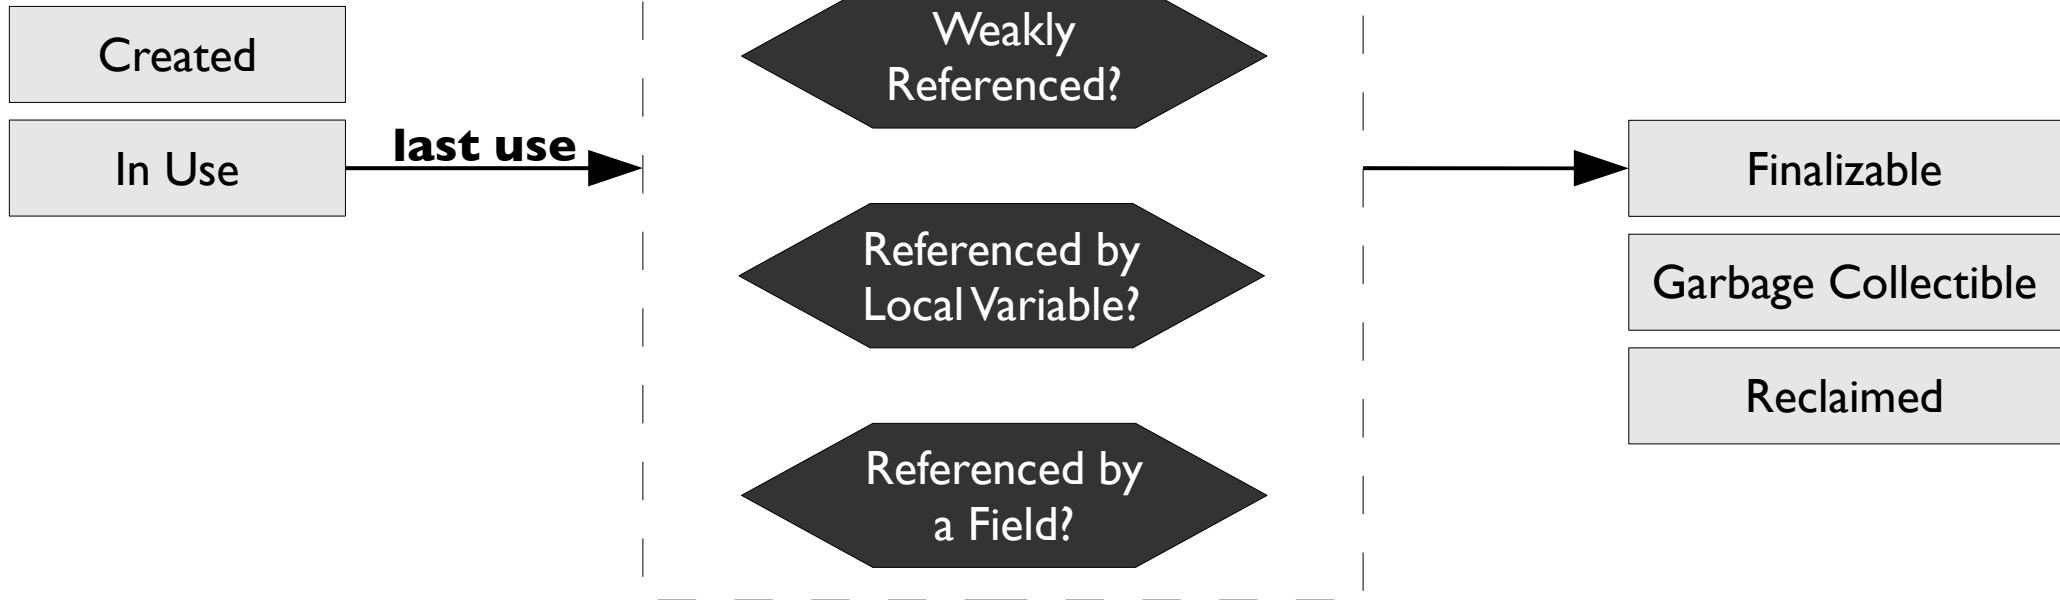 Created
In Use
last use
Weakly
Referenced?
Referenced by
Local Variable?
Referenced by
a Field?
Finalizable
Garbage Collectible
Reclaimed